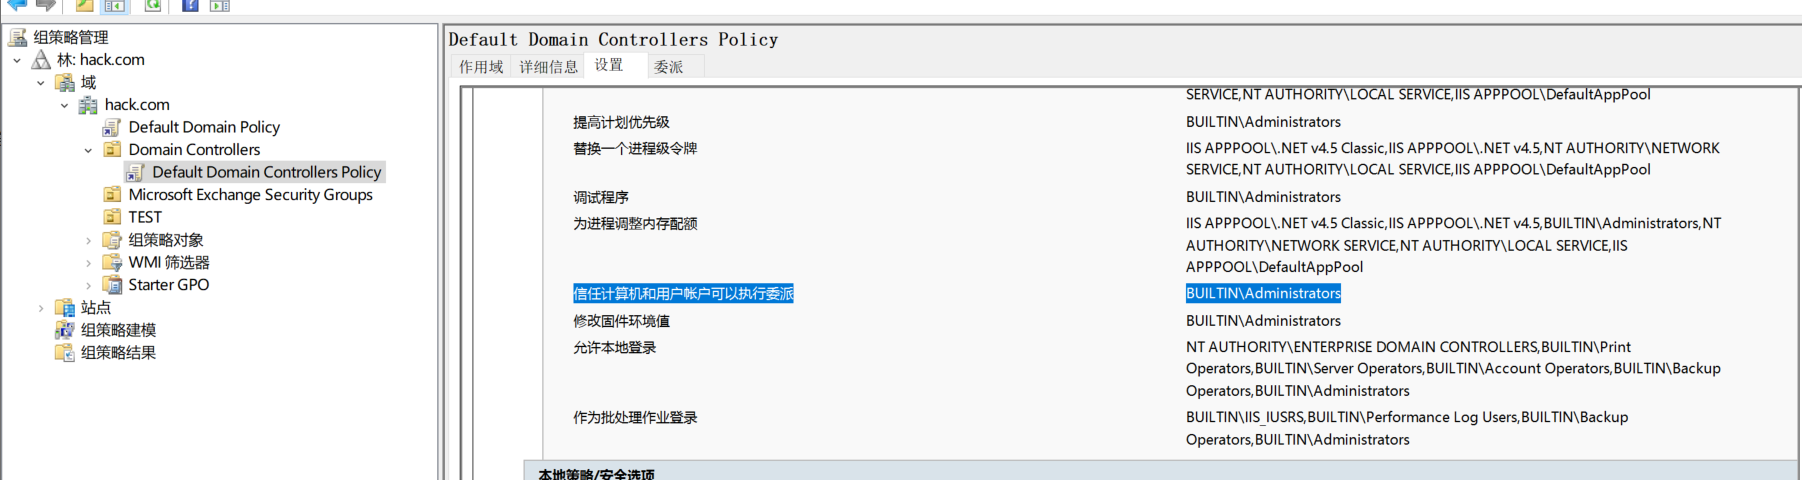 组策略管理
林: hack.com
域
hack.com
Default Domain Policy
Domain Controllers
Default Domain Controllers Policy
Microsoft Exchange Security Groups
TEST
组策略对象
WMI 筛选器
Starter GPO
站点
组策略建模
组策略结果
Default Domain Controllers Policy
作用域 详细信息 设置 委派
SERVICE,NT AUTHORITY\LOCAL SERVICE,IIS APPPOOL\DefaultAppPool
提高计划优先级 BUILTIN\Administrators
替换一个进程级令牌 IIS APPPOOL\.NET v4.5 Classic,IIS APPPOOL\.NET v4.5,NT AUTHORITY\NETWORK
SERVICE,NT AUTHORITY\LOCAL SERVICE,IIS APPPOOL\DefaultAppPool
调试程序 BUILTIN\Administrators
为进程调整内存配额 IIS APPPOOL\.NET v4.5 Classic,IIS APPPOOL\.NET v4.5,BUILTIN\Administrators,NT
AUTHORITY\NETWORK SERVICE,NT AUTHORITY\LOCAL SERVICE,IIS
APPPOOL\DefaultAppPool
信任计算机和用户帐户可以执行委派 BUILTIN\Administrators
修改固件环境值 BUILTIN\Administrators
允许本地登录 NT AUTHORITY\ENTERPRISE DOMAIN CONTROLLERS,BUILTIN\Print
Operators,BUILTIN\Server Operators,BUILTIN\Account Operators,BUILTIN\Backup
Operators,BUILTIN\Administrators
作为批处理作业登录 BUILTIN\IIS_IUSRS,BUILTIN\Performance Log Users,BUILTIN\Backup
Operators,BUILTIN\Administrators
本地策略/安全选项